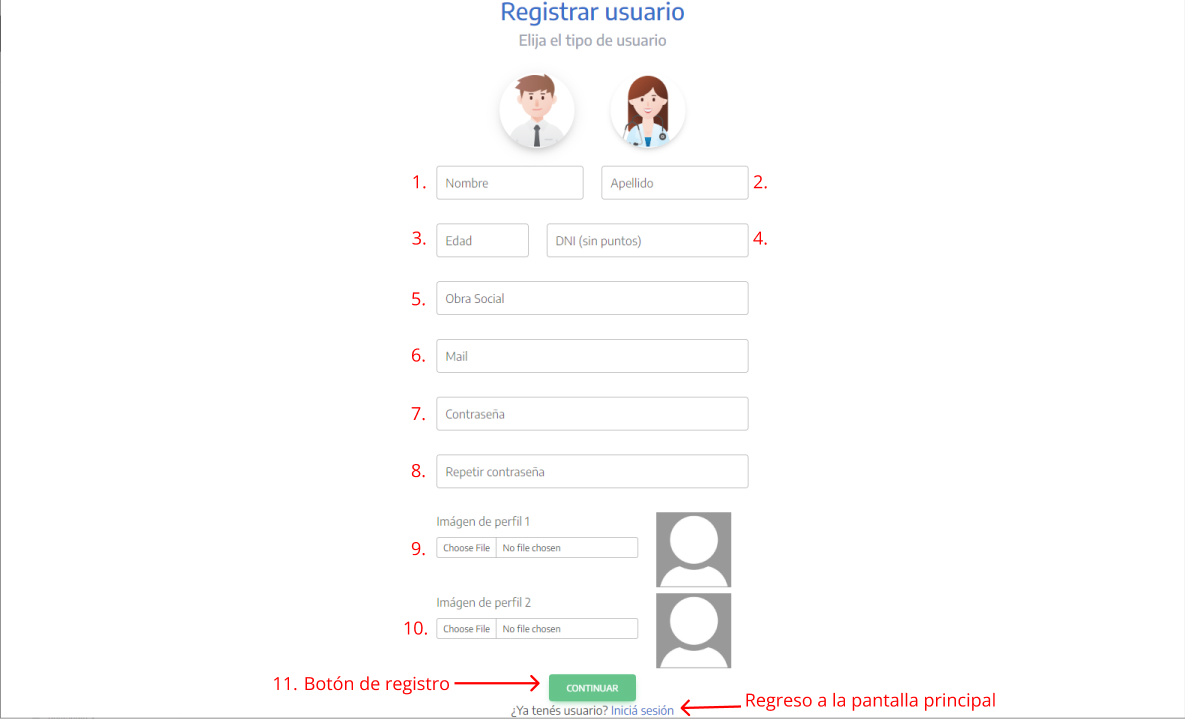 Registrar usuario
Elija el tipo de usuario
1. Nombre Apellido 2.
3. Edad DNI (sin puntos) 4.
5. Obra Social
6. Mail
7. Contraseña
8. Repetir contraseña
Imágen de perfil 1
9. Choose File No file chosen
Imágen de perfil 2
10. Choose File No file chosen
11. Botón de registro CONTINUAR
¿Ya tenés usuario? Iniciá sesión Regreso a la pantalla principal